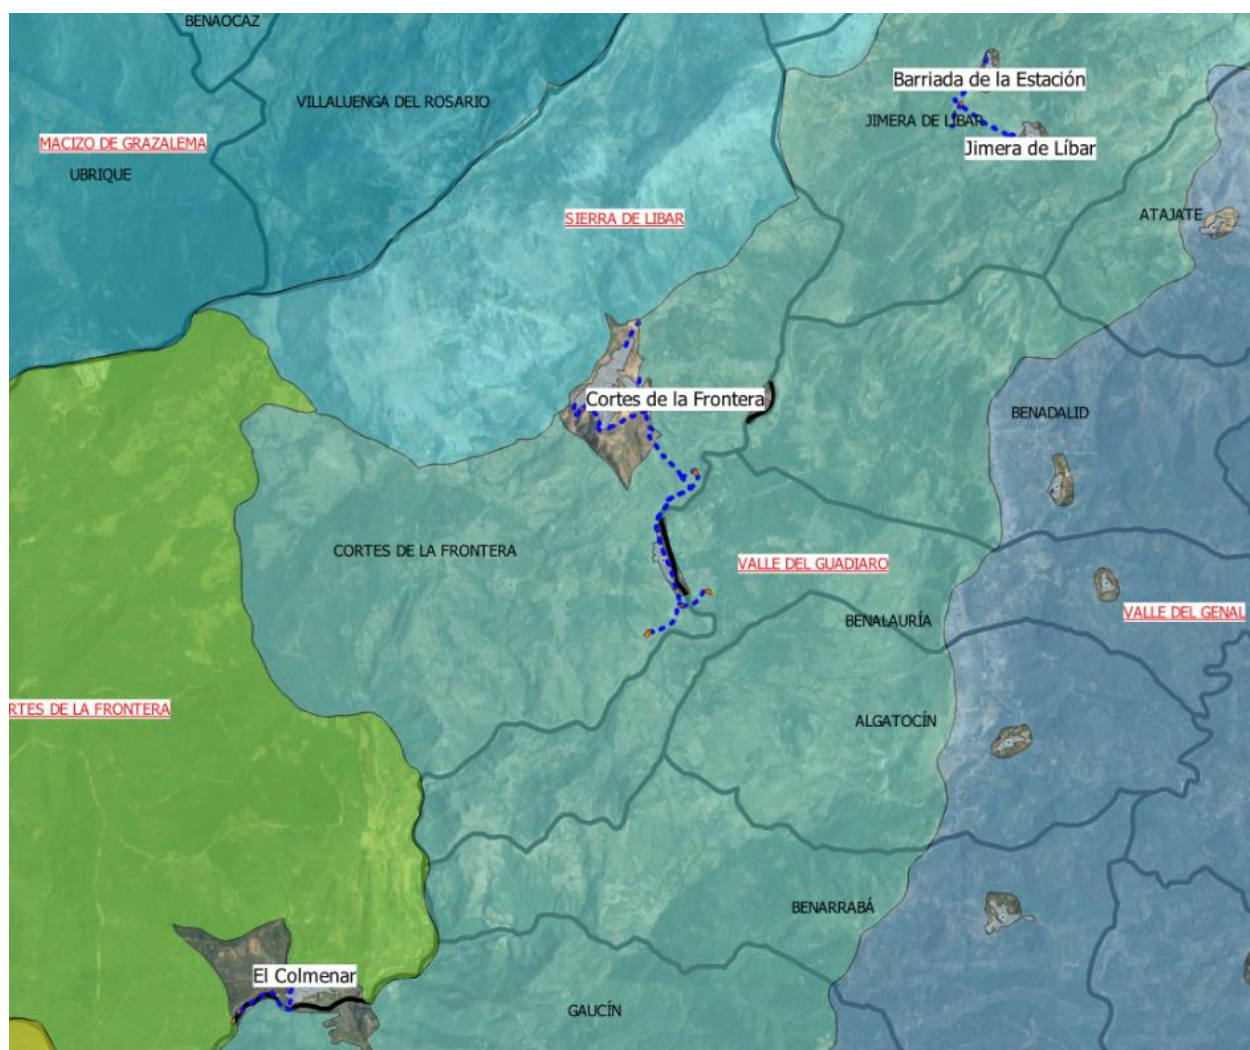 BENAOCAZ
Barriada de la Estación
VILLALUENGA DEL ROSARIO
JIMERA DE LÍBAR
MACIZO DE GRAZALEMA
Jimera de Líbar
UBRIQUE
ATAJATE
SIERRA DE LIBAR
Cortes de la Frontera
BENADALID
CORTES DE LA FRONTERA
VALLE DEL GUADIARO
VALLE DEL GENAL
BENALAURÍA
RTES DE LA FRONTERA
ALGATOCÍN
BENARRABÁ
El Colmenar
GAUCÍN